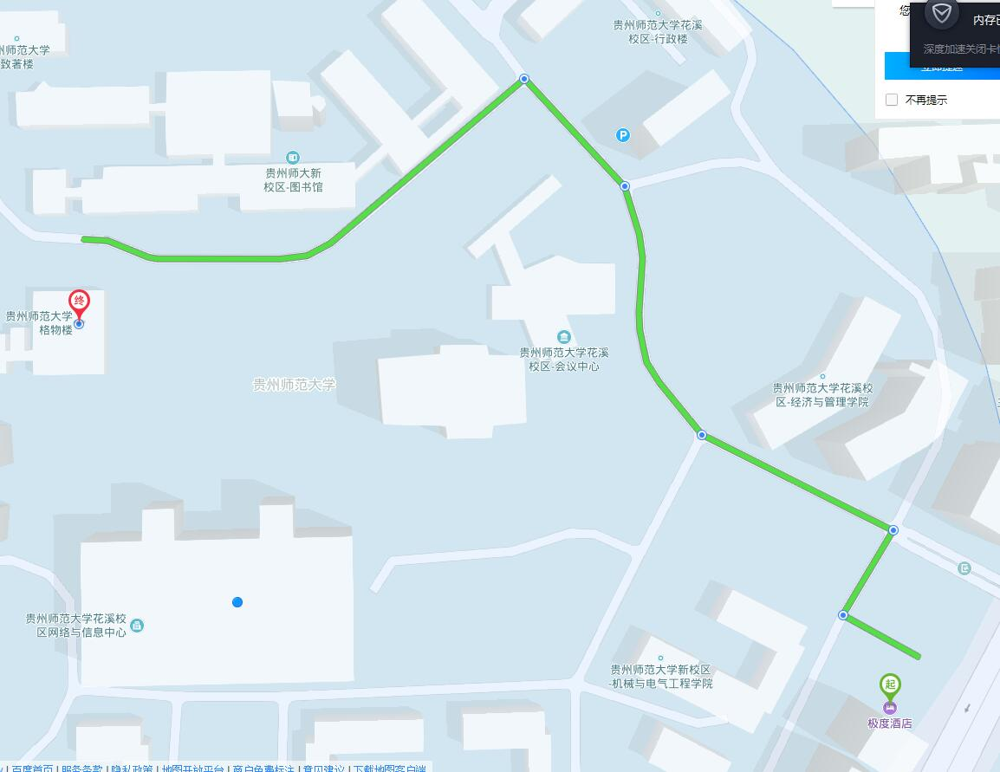 您
内存已
深度加速关闭卡
立即提速
不再提示
贵州师范大学花溪
校区-行政楼
州师范大学
致著楼
P
贵州师大新
校区-图书馆
终
贵州师范大学
格物楼
贵州师范大学花溪
校区-会议中心
贵州师范大学
贵州师范大学花溪校
区-经济与管理学院
贵州师范大学花溪校
区网络与信息中心
贵州师范大学新校区
-机械与电气工程学院
起
极度酒店
| 百度首页 | 服务条款 | 隐私政策 | 地图开放平台 | 商户免费标注 | 意见建议 | 下载地图客户端